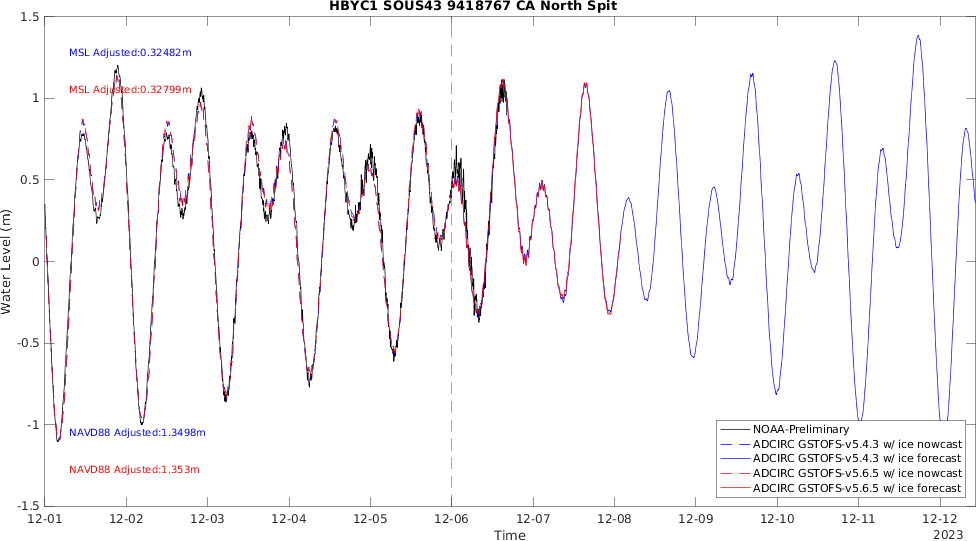 HBYC1 SOUS43 9418767 CA North Spit
1.5
1
0.5
0
-0.5
-1
-1.5
Water Level (m)
MSL Adjusted:0.32482m
MSL Adjusted:0.32799m
NAVD88 Adjusted:1.3498m
NAVD88 Adjusted:1.353m
NOAA-Preliminary
ADCIRC GSTOFS-v5.4.3 w/ ice nowcast
ADCIRC GSTOFS-v5.4.3 w/ ice forecast
ADCIRC GSTOFS-v5.6.5 w/ ice nowcast
ADCIRC GSTOFS-v5.6.5 w/ ice forecast
12-01 12-02 12-03 12-04 12-05 12-06 12-07 12-08 12-09 12-10 12-11 12-12
2023
Time